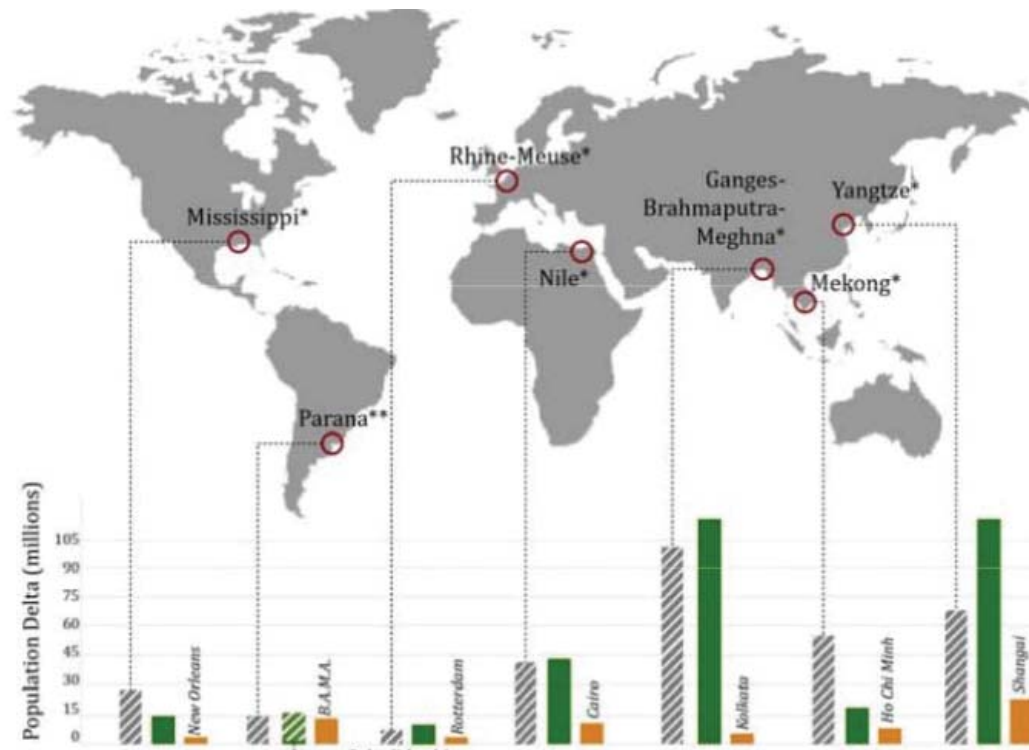 Rhine-Meuse*
Ganges-
Brahmaputra-
Meghna*
Yangtze*
Mississippi*
Nile*
Mekong*
Parana**
Population Delta (millions)
105
90
75
60
45
30
15
0
New Orleans
B.A.M.A.
Rotterdam
Cairo
Kolkata
Ho Chi Minh
Shangai